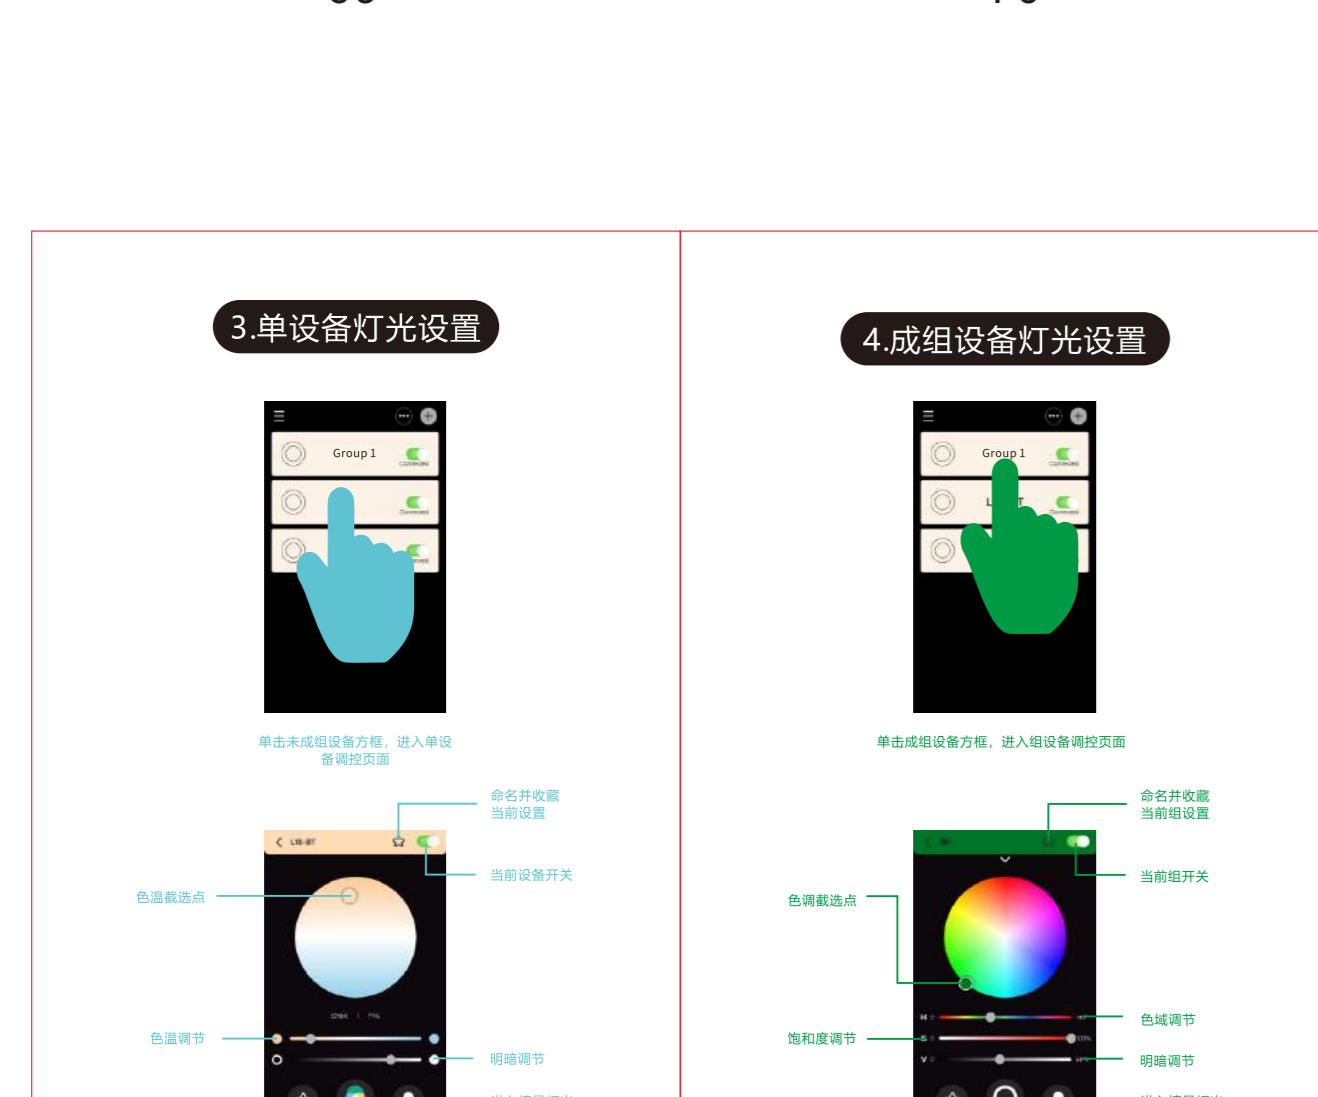 3.单设备灯光设置
Group 1
单击未成组设备方框，进入单设
备调控页面
命名并收藏
当前设置
L18-BT
当前设备开关
色温截选点
色温调节
明暗调节
4.成组设备灯光设置
Group 1
单击成组设备方框，进入组设备调控页面
命名并收藏
当前组设置
当前组开关
色调截选点
H
色域调节
饱和度调节
S
100%
V
明暗调节